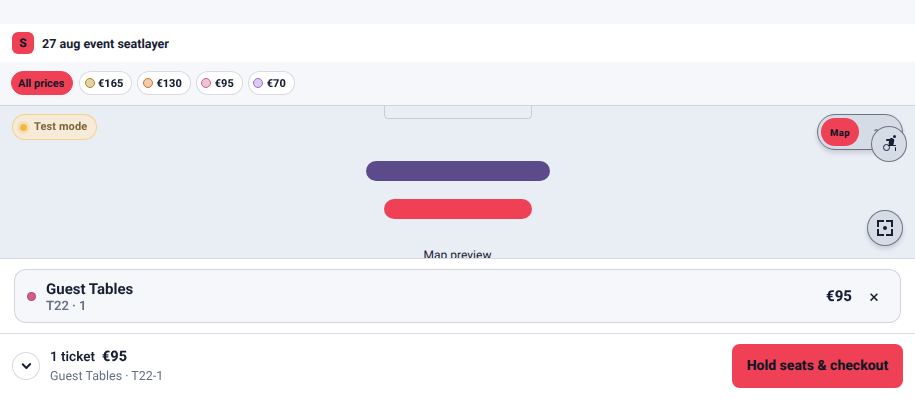 S 27 aug event seatlayer
All prices €165 €130 €95 €70
Test mode
Map
Map preview
Guest Tables
T22 · 1
€95 ×
1 ticket €95
Guest Tables · T22-1
Hold seats & checkout